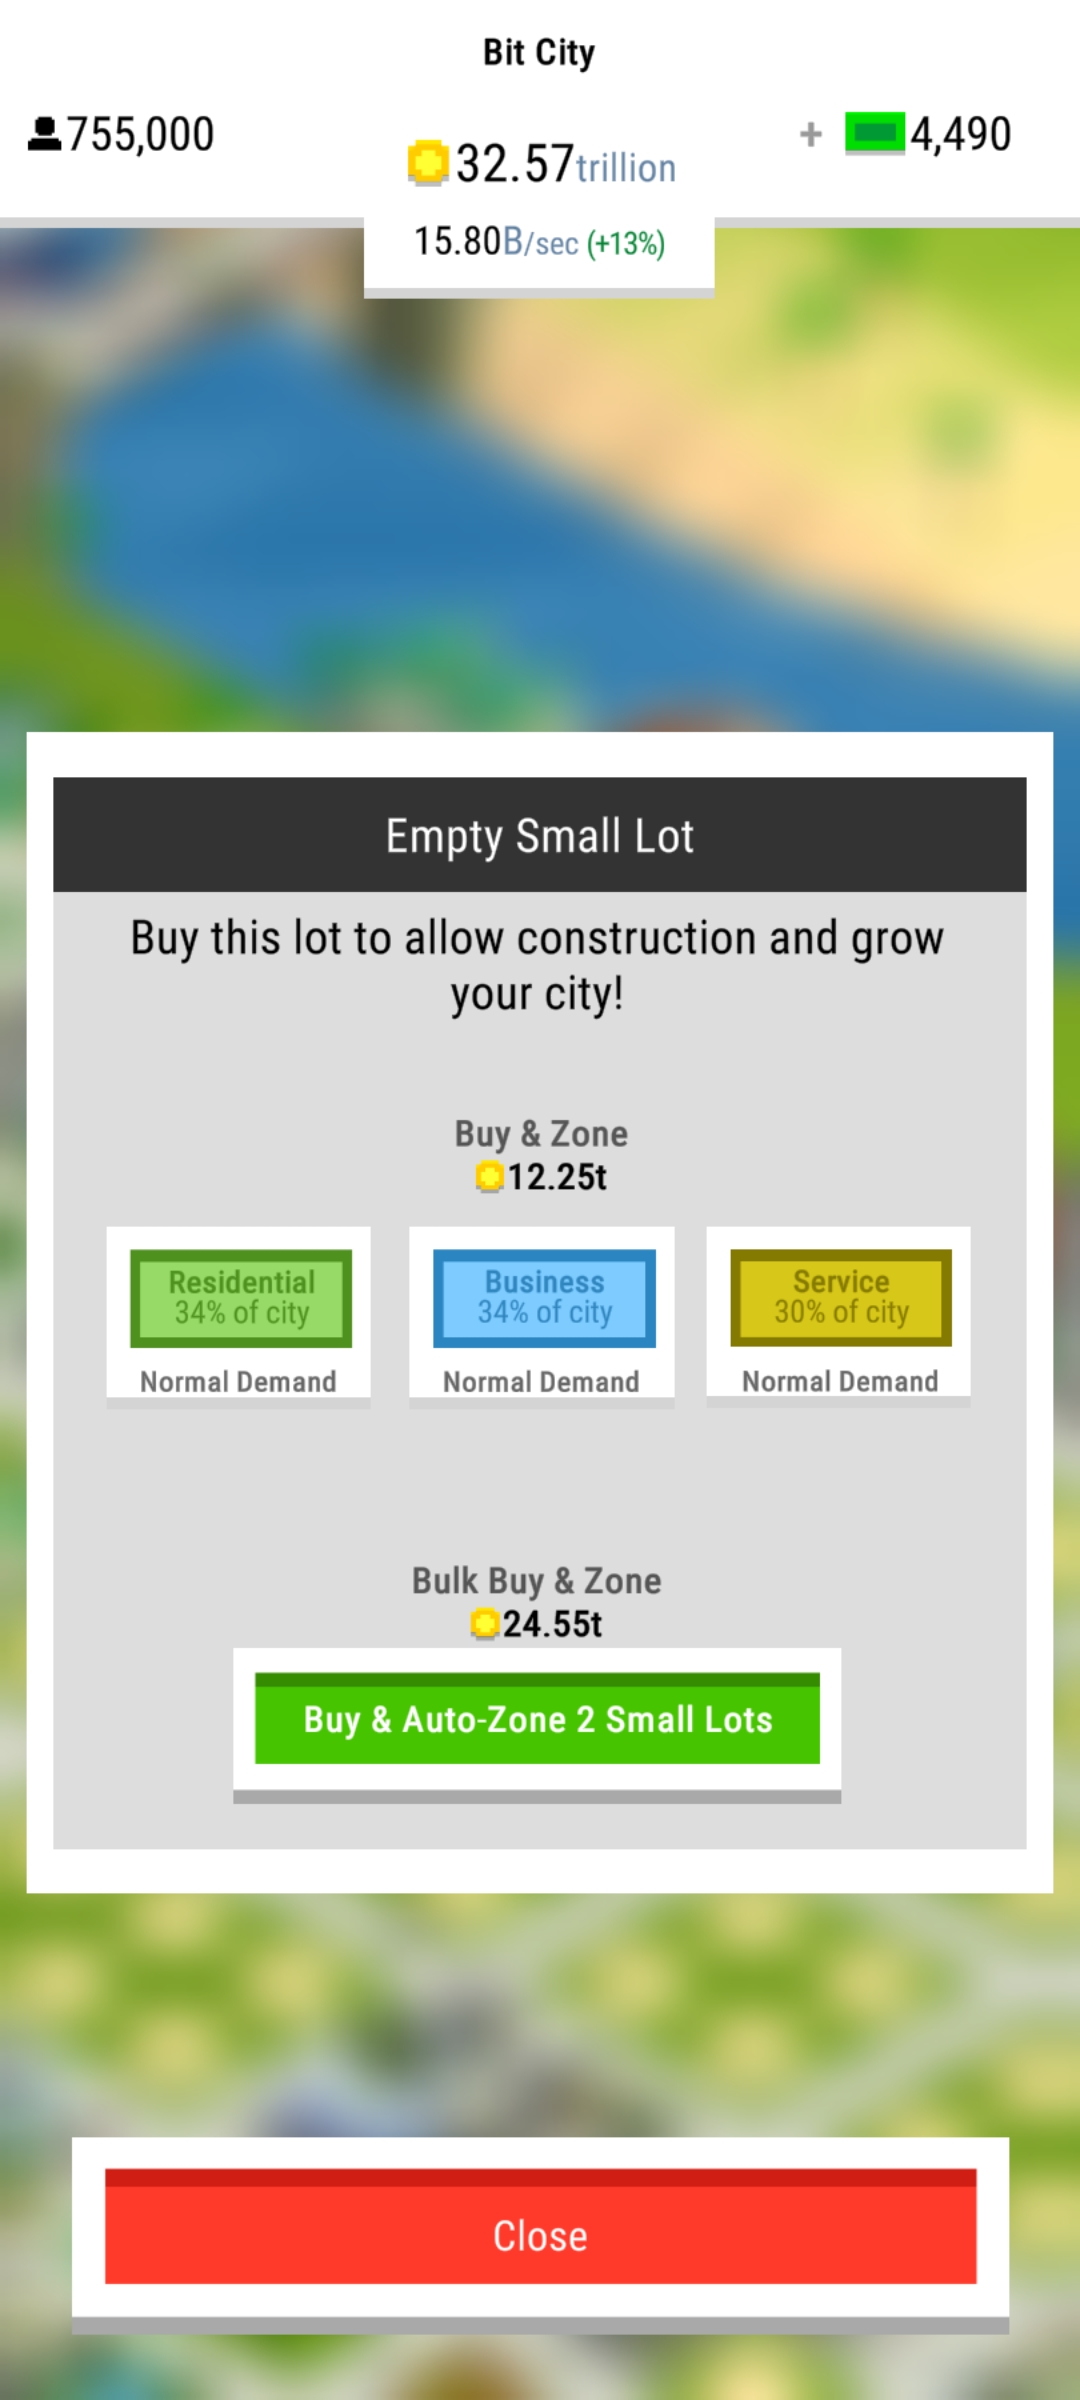 Bit City
755,000
32.57trillion
+ 4,490
15.80B/sec (+13%)
Empty Small Lot
Buy this lot to allow construction and grow
your city!
Buy & Zone
12.25t
Residential
34% of city
Normal Demand
Business
34% of city
Normal Demand
Service
30% of city
Normal Demand
Bulk Buy & Zone
24.55t
Buy & Auto-Zone 2 Small Lots
Close